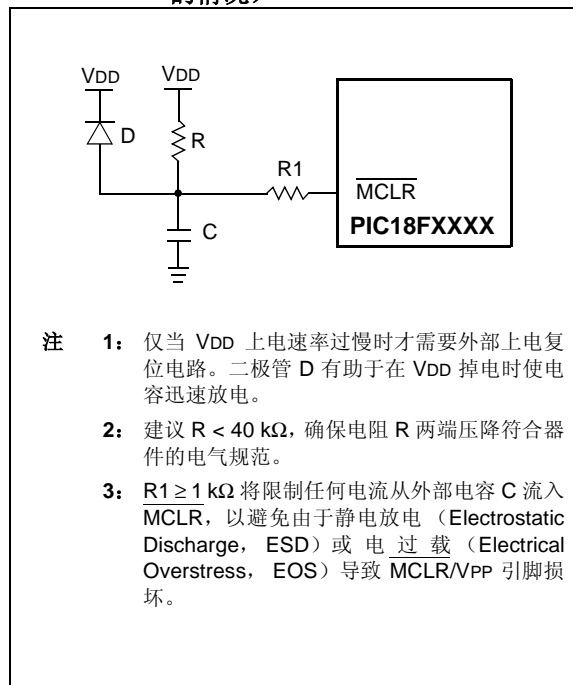 VDD VDD
D
R
R1
MCLR
PIC18FXXXX
C
注 1： 仅当 VDD 上电速率过慢时才需要外部上电复
位电路。二极管 D 有助于在 VDD 掉电时使电
容迅速放电。
2： 建议 R < 40 kΩ，确保电阻 R 两端压降符合器
件的电气规范。
3： R1 ≥ 1 kΩ 将限制任何电流从外部电容 C 流入
MCLR，以避免由于静电放电 （Electrostatic
Discharge， ESD）或 电 过 载 （Electrical
Overstress， EOS）导致 MCLR/VPP 引脚损
坏。